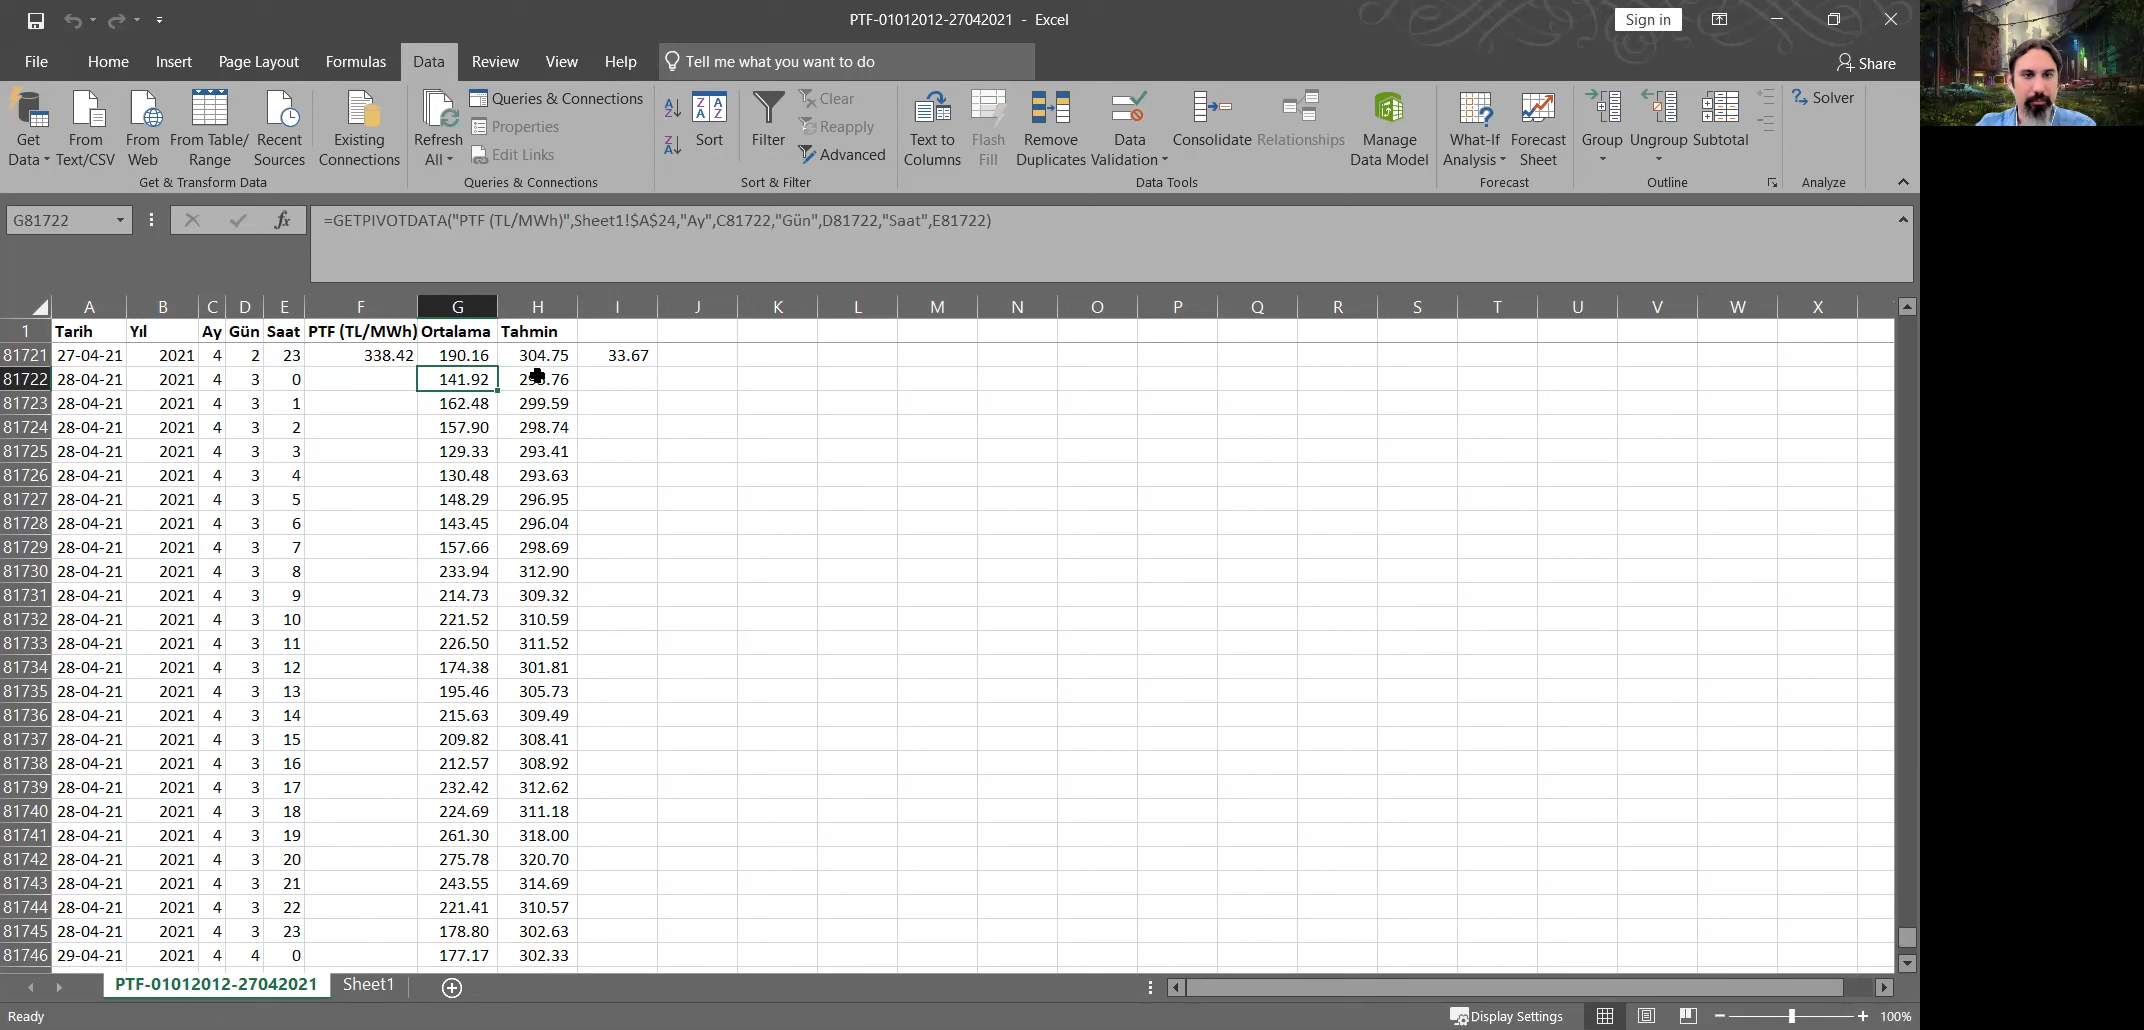 PTF-01012012-27042021 - Excel
Sign in
File Home Insert Page Layout Formulas Data Review View Help Tell me what you want to do
Share
Get Data
From Text/CSV
From Web
From Table/ Range
Recent Sources
Existing Connections
Get & Transform Data
Refresh All
Queries & Connections
Properties
Edit Links
Queries & Connections
Sort
Filter
Clear
Reapply
Advanced
Sort & Filter
Text to Columns
Flash Fill
Remove Duplicates
Data Validation
Consolidate
Relationships
Manage Data Model
Data Tools
What-If Analysis
Forecast Sheet
Forecast
Group
Ungroup
Subtotal
Outline
Solver
Analyze
G81722 fx =GETPIVOTDATA("PTF (TL/MWh)",Sheet1!$A$24,"Ay",C81722,"Gün",D81722,"Saat",E81722)
A B C D E F G H I J K L M N O P Q R S T U V W X
1 Tarih Yıl Ay Gün Saat PTF (TL/MWh) Ortalama Tahmin
81721 27-04-21 2021 4 2 23 338.42 190.16 304.75 33.67
81722 28-04-21 2021 4 3 0 141.92
81723 28-04-21 2021 4 3 1 162.48 299.59
81724 28-04-21 2021 4 3 2 157.90 298.74
81725 28-04-21 2021 4 3 3 129.33 293.41
81726 28-04-21 2021 4 3 4 130.48 293.63
81727 28-04-21 2021 4 3 5 148.29 296.95
81728 28-04-21 2021 4 3 6 143.45 296.04
81729 28-04-21 2021 4 3 7 157.66 298.69
81730 28-04-21 2021 4 3 8 233.94 312.90
81731 28-04-21 2021 4 3 9 214.73 309.32
81732 28-04-21 2021 4 3 10 221.52 310.59
81733 28-04-21 2021 4 3 11 226.50 311.52
81734 28-04-21 2021 4 3 12 174.38 301.81
81735 28-04-21 2021 4 3 13 195.46 305.73
81736 28-04-21 2021 4 3 14 215.63 309.49
81737 28-04-21 2021 4 3 15 209.82 308.41
81738 28-04-21 2021 4 3 16 212.57 308.92
81739 28-04-21 2021 4 3 17 232.42 312.62
81740 28-04-21 2021 4 3 18 224.69 311.18
81741 28-04-21 2021 4 3 19 261.30 318.00
81742 28-04-21 2021 4 3 20 275.78 320.70
81743 28-04-21 2021 4 3 21 243.55 314.69
81744 28-04-21 2021 4 3 22 221.41 310.57
81745 28-04-21 2021 4 3 23 178.80 302.63
81746 29-04-21 2021 4 4 0 177.17 302.33
PTF-01012012-27042021 Sheet1
Ready
Display Settings
100%